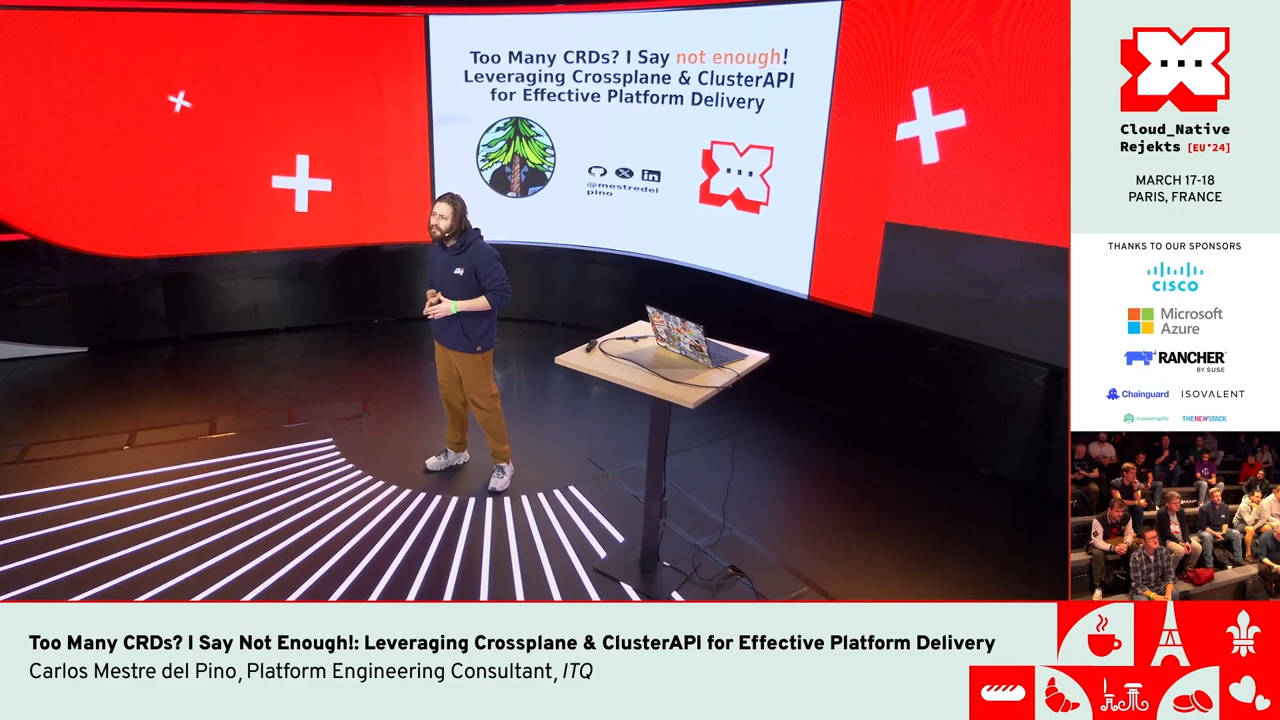 Too Many CRDs? I Say not enough!
Leveraging Crossplane & ClusterAPI
for Effective Platform Delivery
@mestredel
pino
itq
Cloud_Native
Rejekts [EU'24]
MARCH 17-18
PARIS, FRANCE
THANKS TO OUR SPONSORS
CISCO
Microsoft
Azure
RANCHER
BY SUSE
Chainguard ISOVALENT
kubesimplify THENEWSTACK
Too Many CRDs? I Say Not Enough!: Leveraging Crossplane & ClusterAPI for Effective Platform Delivery
Carlos Mestre del Pino, Platform Engineering Consultant, ITQ